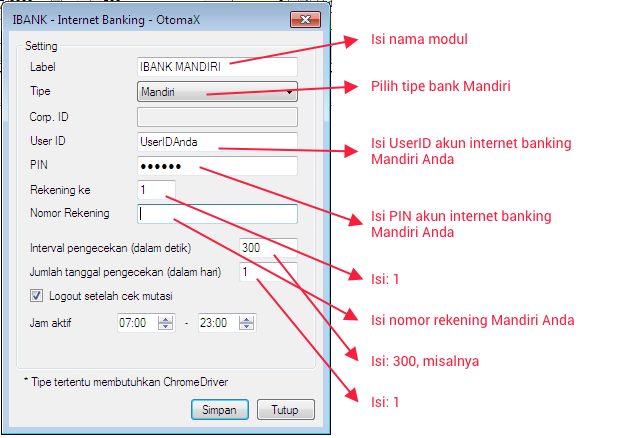 IBANK - Internet Banking - OtomaX
Setting
Label IBANK MANDIRI
Isi nama modul
Tipe Mandiri
Pilih tipe bank Mandiri
Corp. ID
User ID UserIDAnda
Isi UserID akun internet banking
Mandiri Anda
PIN ●●●●●●
Isi PIN akun internet banking
Mandiri Anda
Rekening ke 1
Isi: 1
Nomor Rekening
Isi nomor rekening Mandiri Anda
Interval pengecekan (dalam detik) 300
Isi: 300, misalnya
Jumlah tanggal pengecekan (dalam hari) 1
Isi: 1
Logout setelah cek mutasi
Jam aktif 07:00 - 23:00
* Tipe tertentu membutuhkan ChromeDriver
Simpan Tutup